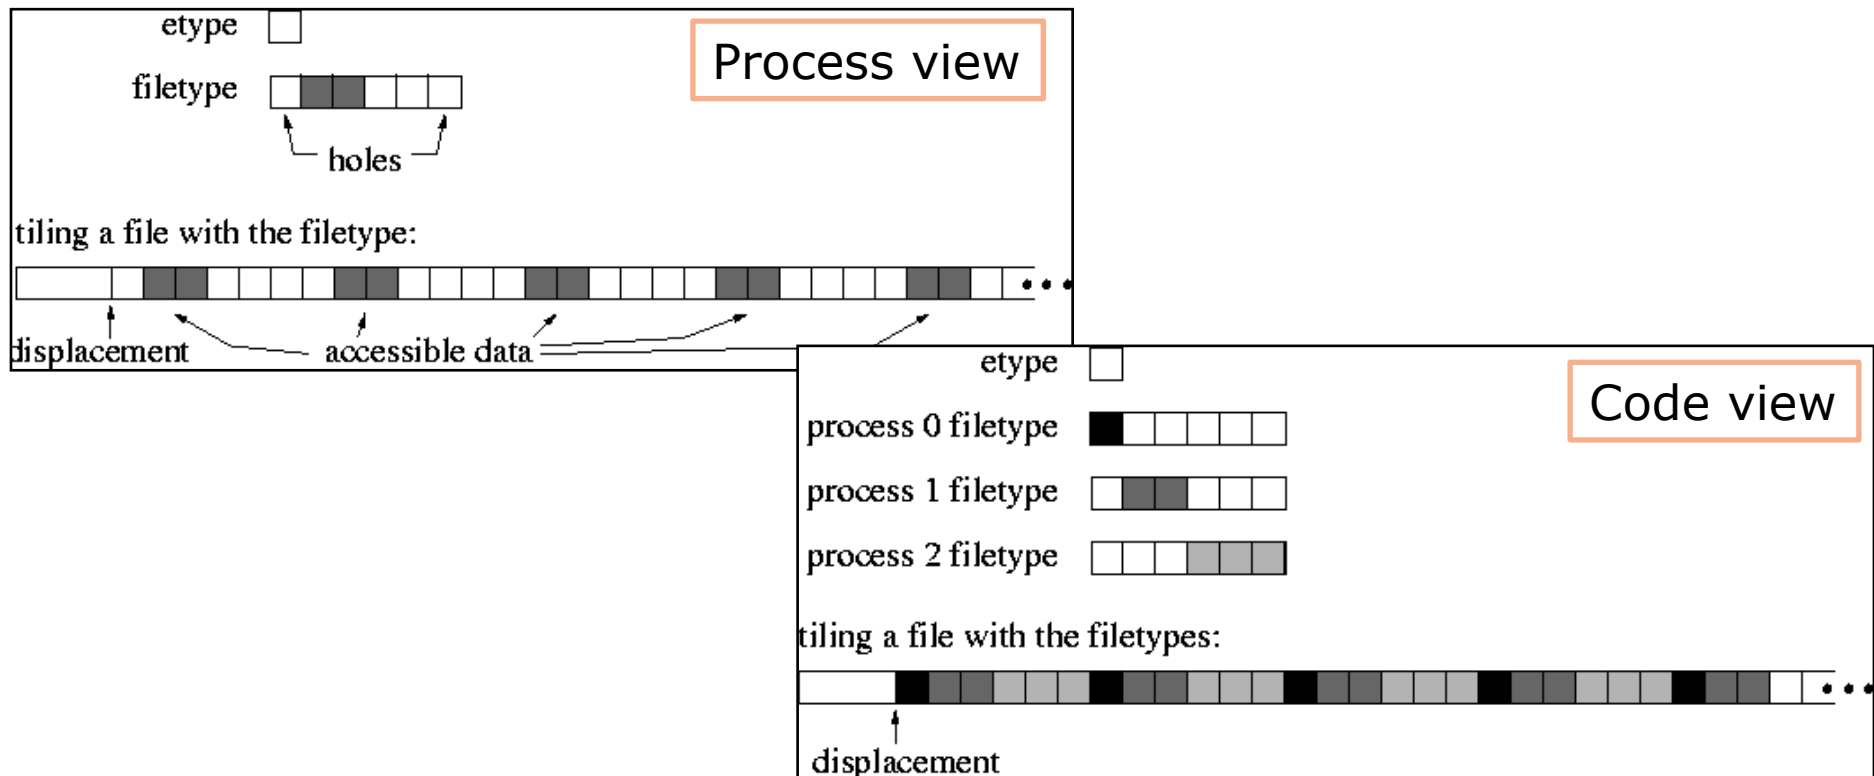 etype
Process view
filetype
holes
tiling a file with the filetype:
displacement
accessible data
etype
Code view
process 0 filetype
process 1 filetype
process 2 filetype
tiling a file with the filetypes:
displacement